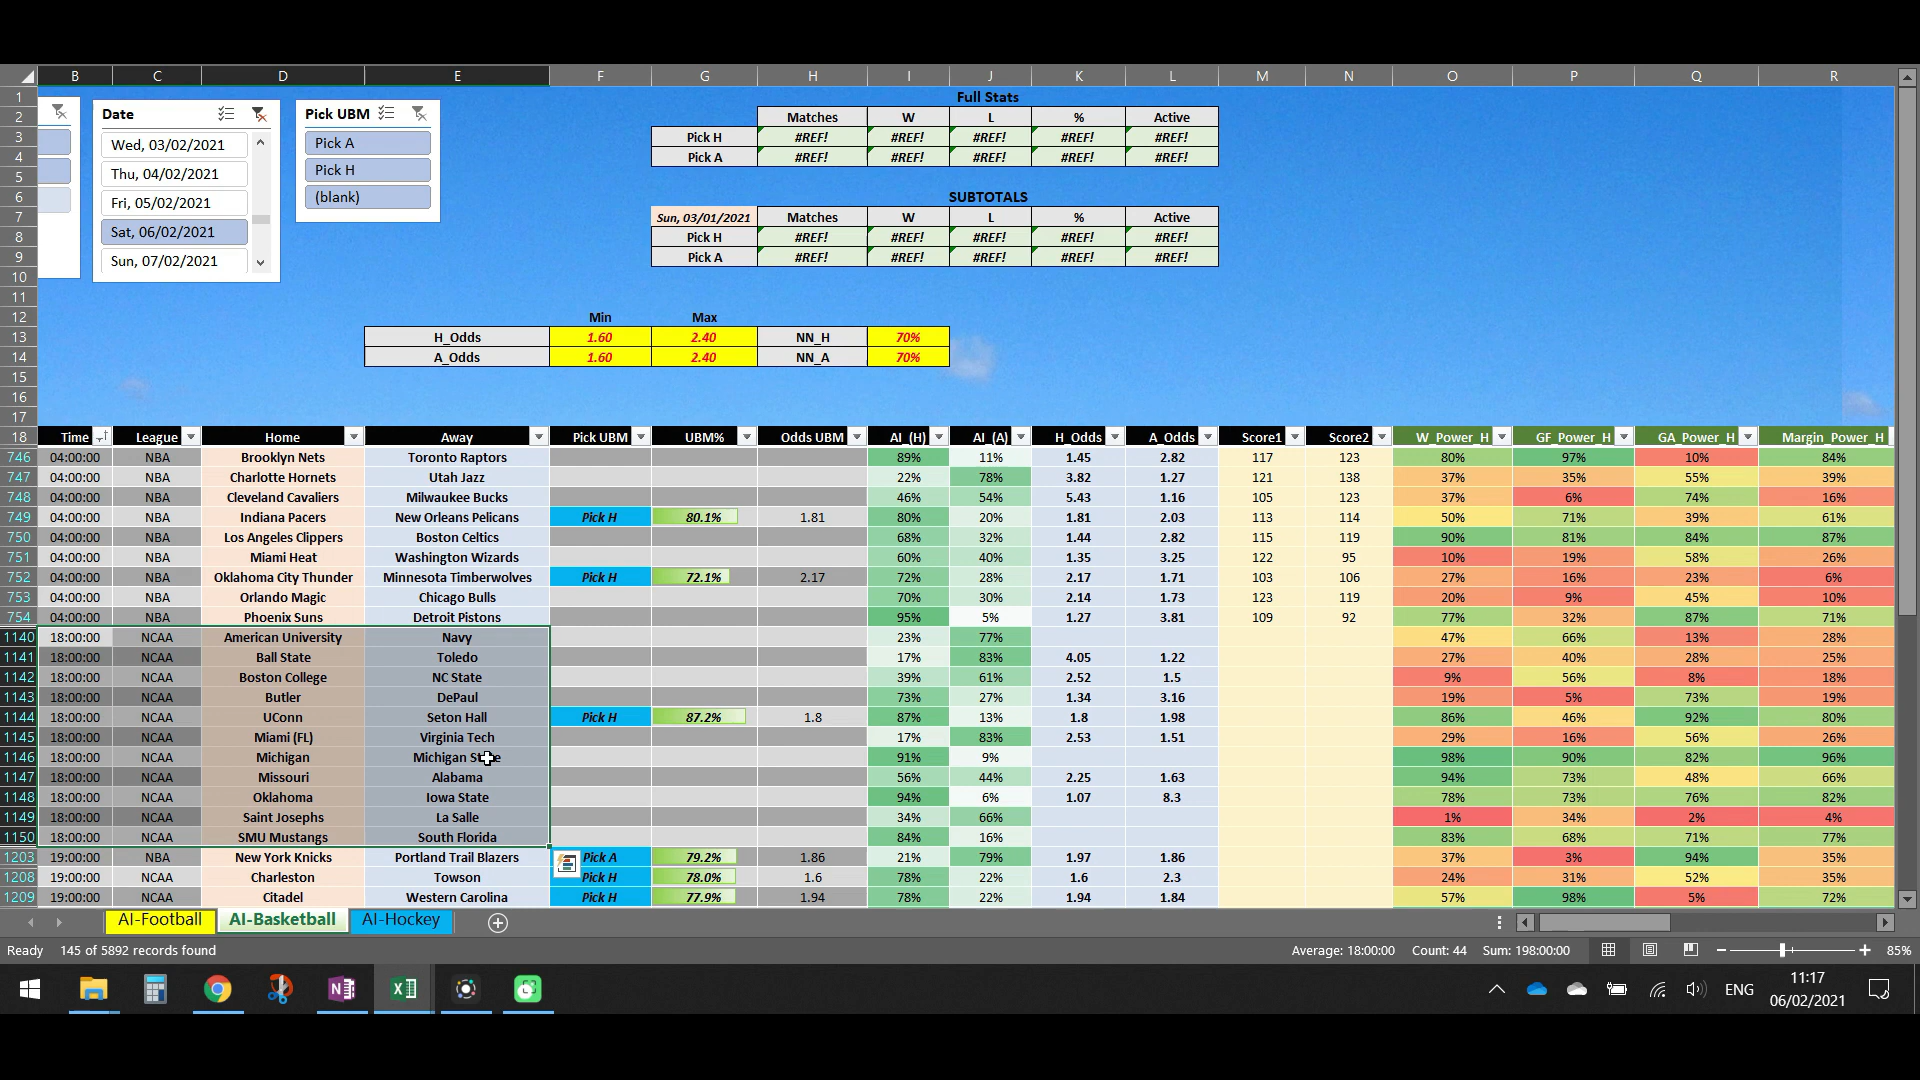 B C D E F G H I J K L M N O P Q R
1 Full Stats
2 Matches W L % Active
3 Pick H #REF! #REF! #REF! #REF! #REF!
4 Pick A #REF! #REF! #REF! #REF! #REF!
5
6 SUBTOTALS
7 Sun, 03/01/2021 Matches W L % Active
8 Pick H #REF! #REF! #REF! #REF! #REF!
9 Pick A #REF! #REF! #REF! #REF! #REF!
10
11
12 Min Max
13 H_Odds 1.60 2.40 NN_H 70%
14 A_Odds 1.60 2.40 NN_A 70%
15
16
17
Date
Wed, 03/02/2021
Thu, 04/02/2021
Fri, 05/02/2021
Sat, 06/02/2021
Sun, 07/02/2021
Pick UBM
Pick A
Pick H
(blank)
18 Time League Home Away Pick UBM UBM% Odds UBM AI_(H) AI_(A) H_Odds A_Odds Score1 Score2 W_Power_H GF_Power_H GA_Power_H Margin_Power_H
746 04:00:00 NBA Brooklyn Nets Toronto Raptors 89% 11% 1.45 2.82 117 123 80% 97% 10% 84%
747 04:00:00 NBA Charlotte Hornets Utah Jazz 22% 78% 3.82 1.27 121 138 37% 35% 55% 39%
748 04:00:00 NBA Cleveland Cavaliers Milwaukee Bucks 46% 54% 5.43 1.16 105 123 37% 6% 74% 16%
749 04:00:00 NBA Indiana Pacers New Orleans Pelicans Pick H 80.1% 1.81 80% 20% 1.81 2.03 113 114 50% 71% 39% 61%
750 04:00:00 NBA Los Angeles Clippers Boston Celtics 68% 32% 1.44 2.82 115 119 90% 81% 84% 87%
751 04:00:00 NBA Miami Heat Washington Wizards 60% 40% 1.35 3.25 122 95 10% 19% 58% 26%
752 04:00:00 NBA Oklahoma City Thunder Minnesota Timberwolves Pick H 72.1% 2.17 72% 28% 2.17 1.71 103 106 27% 16% 23% 6%
753 04:00:00 NBA Orlando Magic Chicago Bulls 70% 30% 2.14 1.73 123 119 20% 9% 45% 10%
754 04:00:00 NBA Phoenix Suns Detroit Pistons 95% 5% 1.27 3.81 109 92 77% 32% 87% 71%
1140 18:00:00 NCAA American University Navy 23% 77% 47% 66% 13% 28%
1141 18:00:00 NCAA Ball State Toledo 17% 83% 4.05 1.22 27% 40% 28% 25%
1142 18:00:00 NCAA Boston College NC State 39% 61% 2.52 1.5 9% 56% 8% 18%
1143 18:00:00 NCAA Butler DePaul 73% 27% 1.34 3.16 19% 5% 73% 19%
1144 18:00:00 NCAA UConn Seton Hall Pick H 87.2% 1.8 87% 13% 1.8 1.98 86% 46% 92% 80%
1145 18:00:00 NCAA Miami (FL) Virginia Tech 17% 83% 2.53 1.51 29% 16% 56% 26%
1146 18:00:00 NCAA Michigan Michigan State 91% 9% 98% 90% 82% 96%
1147 18:00:00 NCAA Missouri Alabama 56% 44% 2.25 1.63 94% 73% 48% 66%
1148 18:00:00 NCAA Oklahoma Iowa State 94% 6% 1.07 8.3 78% 73% 76% 82%
1149 18:00:00 NCAA Saint Josephs La Salle 34% 66% 1% 34% 2% 4%
1150 18:00:00 NCAA SMU Mustangs South Florida 84% 16% 83% 68% 71% 77%
1203 19:00:00 NBA New York Knicks Portland Trail Blazers Pick A 79.2% 1.86 21% 79% 1.97 1.86 37% 3% 94% 35%
1208 19:00:00 NCAA Charleston Towson Pick H 78.0% 1.6 78% 22% 1.6 2.3 24% 31% 52% 35%
1209 19:00:00 NCAA Citadel Western Carolina Pick H 77.9% 1.94 78% 22% 1.94 1.84 57% 98% 5% 72%
AI-Football AI-Basketball AI-Hockey
Ready 145 of 5892 records found Average: 18:00:00 Count: 44 Sum: 198:00:00 85%
ENG 11:17
06/02/2021